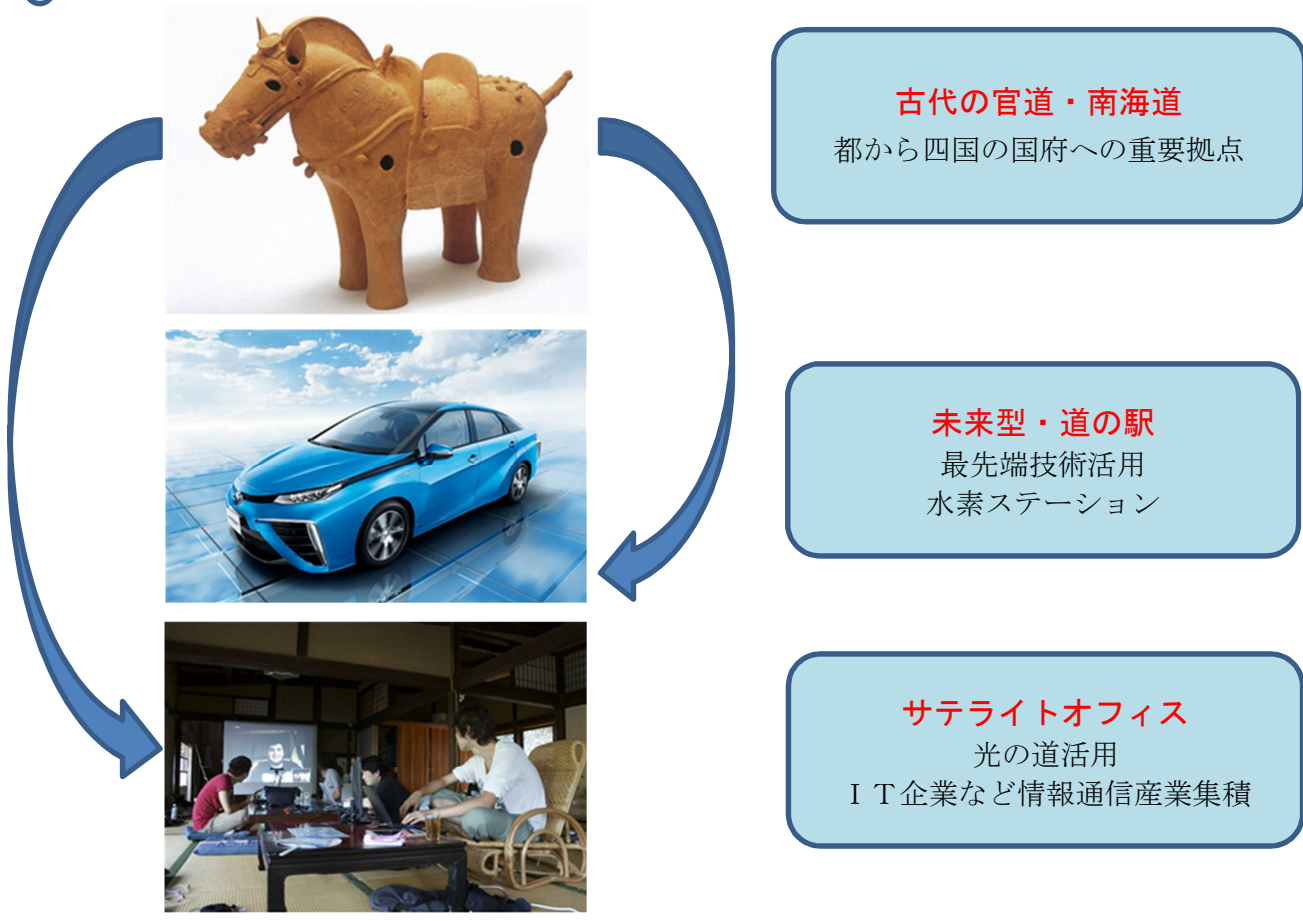 古代の官道・南海道
都から四国の国府への重要拠点
未来型・道の駅
最先端技術活用
水素ステーション
サテライトオフィス
光の道活用
ＩＴ企業など情報通信産業集積